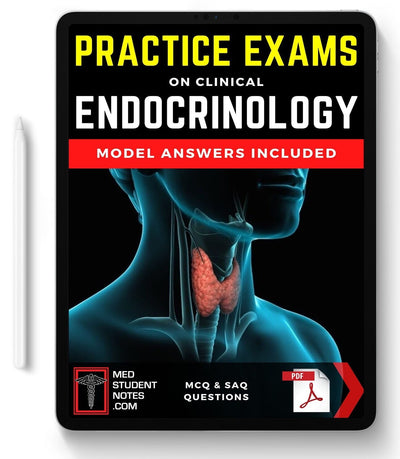 PRACTICE EXAMS
ON CLINICAL
ENDOCRINOLOGY
MODEL ANSWERS INCLUDED
MED
STUDENT
NOTES
.COM
MCQ & SAQ
QUESTIONS
PDF